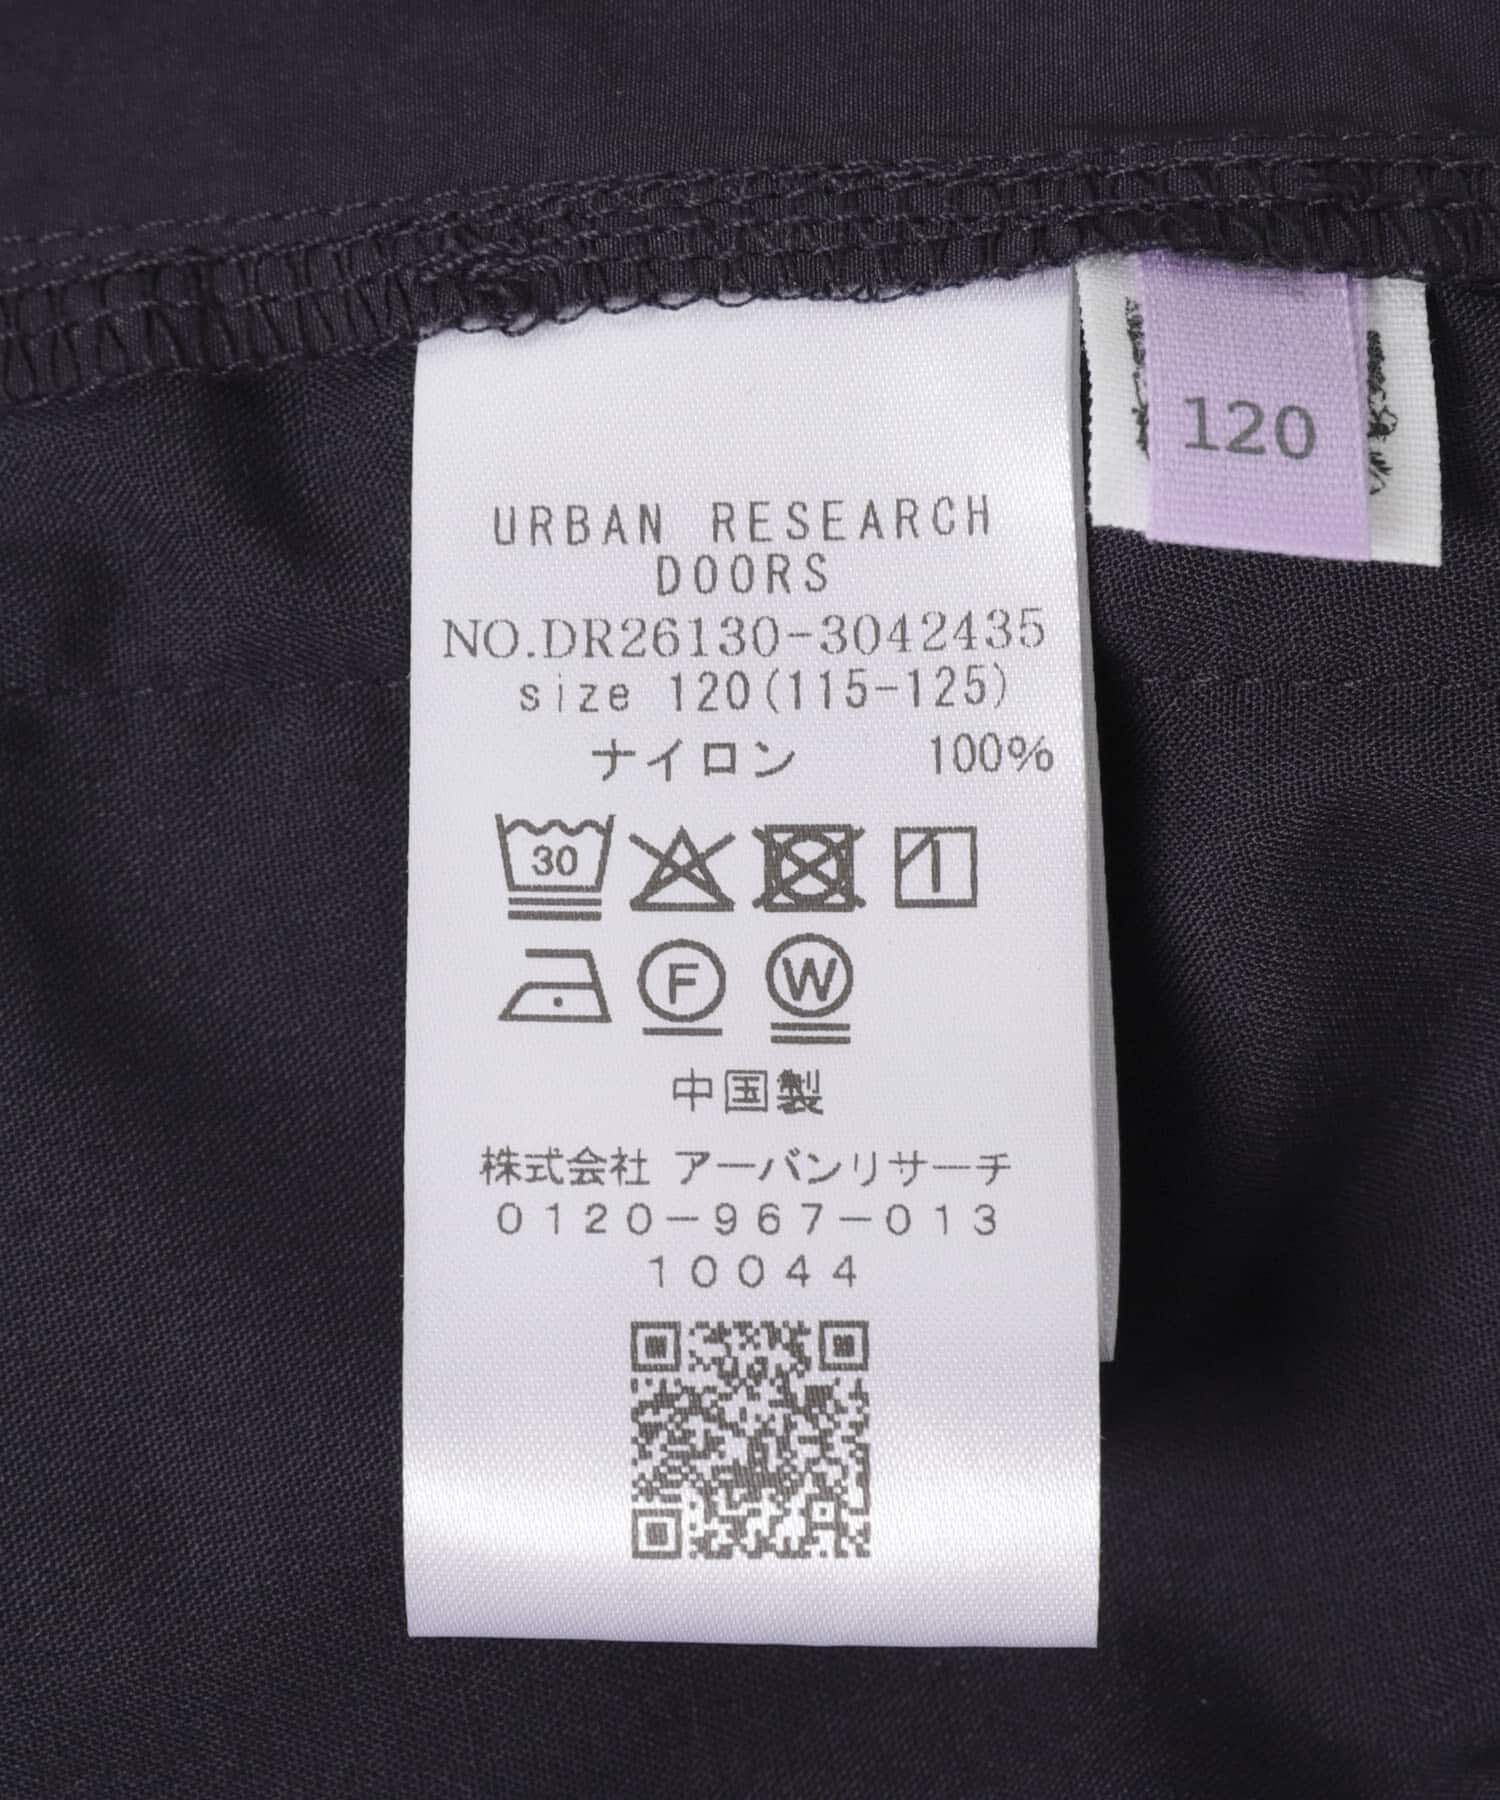 URBAN RESEARCH
DOORS
NO.DR26130-3042435
size 120(115-125)
ナイロン 100%
30
F W
中国製
株式会社 アーバンリサーチ
0120-967-013
10044
120